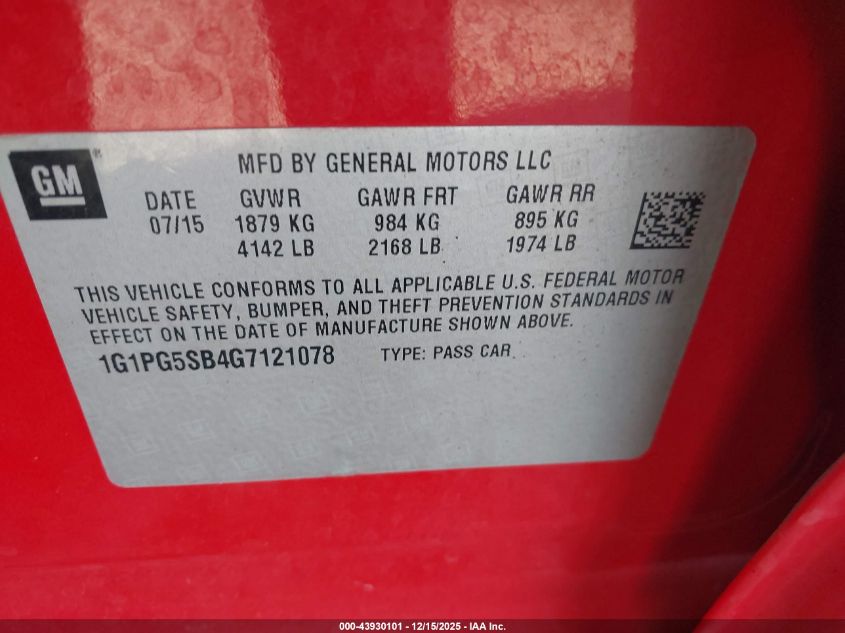 GM®
MFD BY GENERAL MOTORS LLC
DATE GVWR GAWR FRT GAWR RR
07/15 1879 KG 984 KG 895 KG
4142 LB 2168 LB 1974 LB
THIS VEHICLE CONFORMS TO ALL APPLICABLE U.S. FEDERAL MOTOR
VEHICLE SAFETY, BUMPER, AND THEFT PREVENTION STANDARDS IN
EFFECT ON THE DATE OF MANUFACTURE SHOWN ABOVE.
1G1PG5SB4G7121078 TYPE: PASS CAR
000-43930101 - 12/15/2025 - IAA Inc.